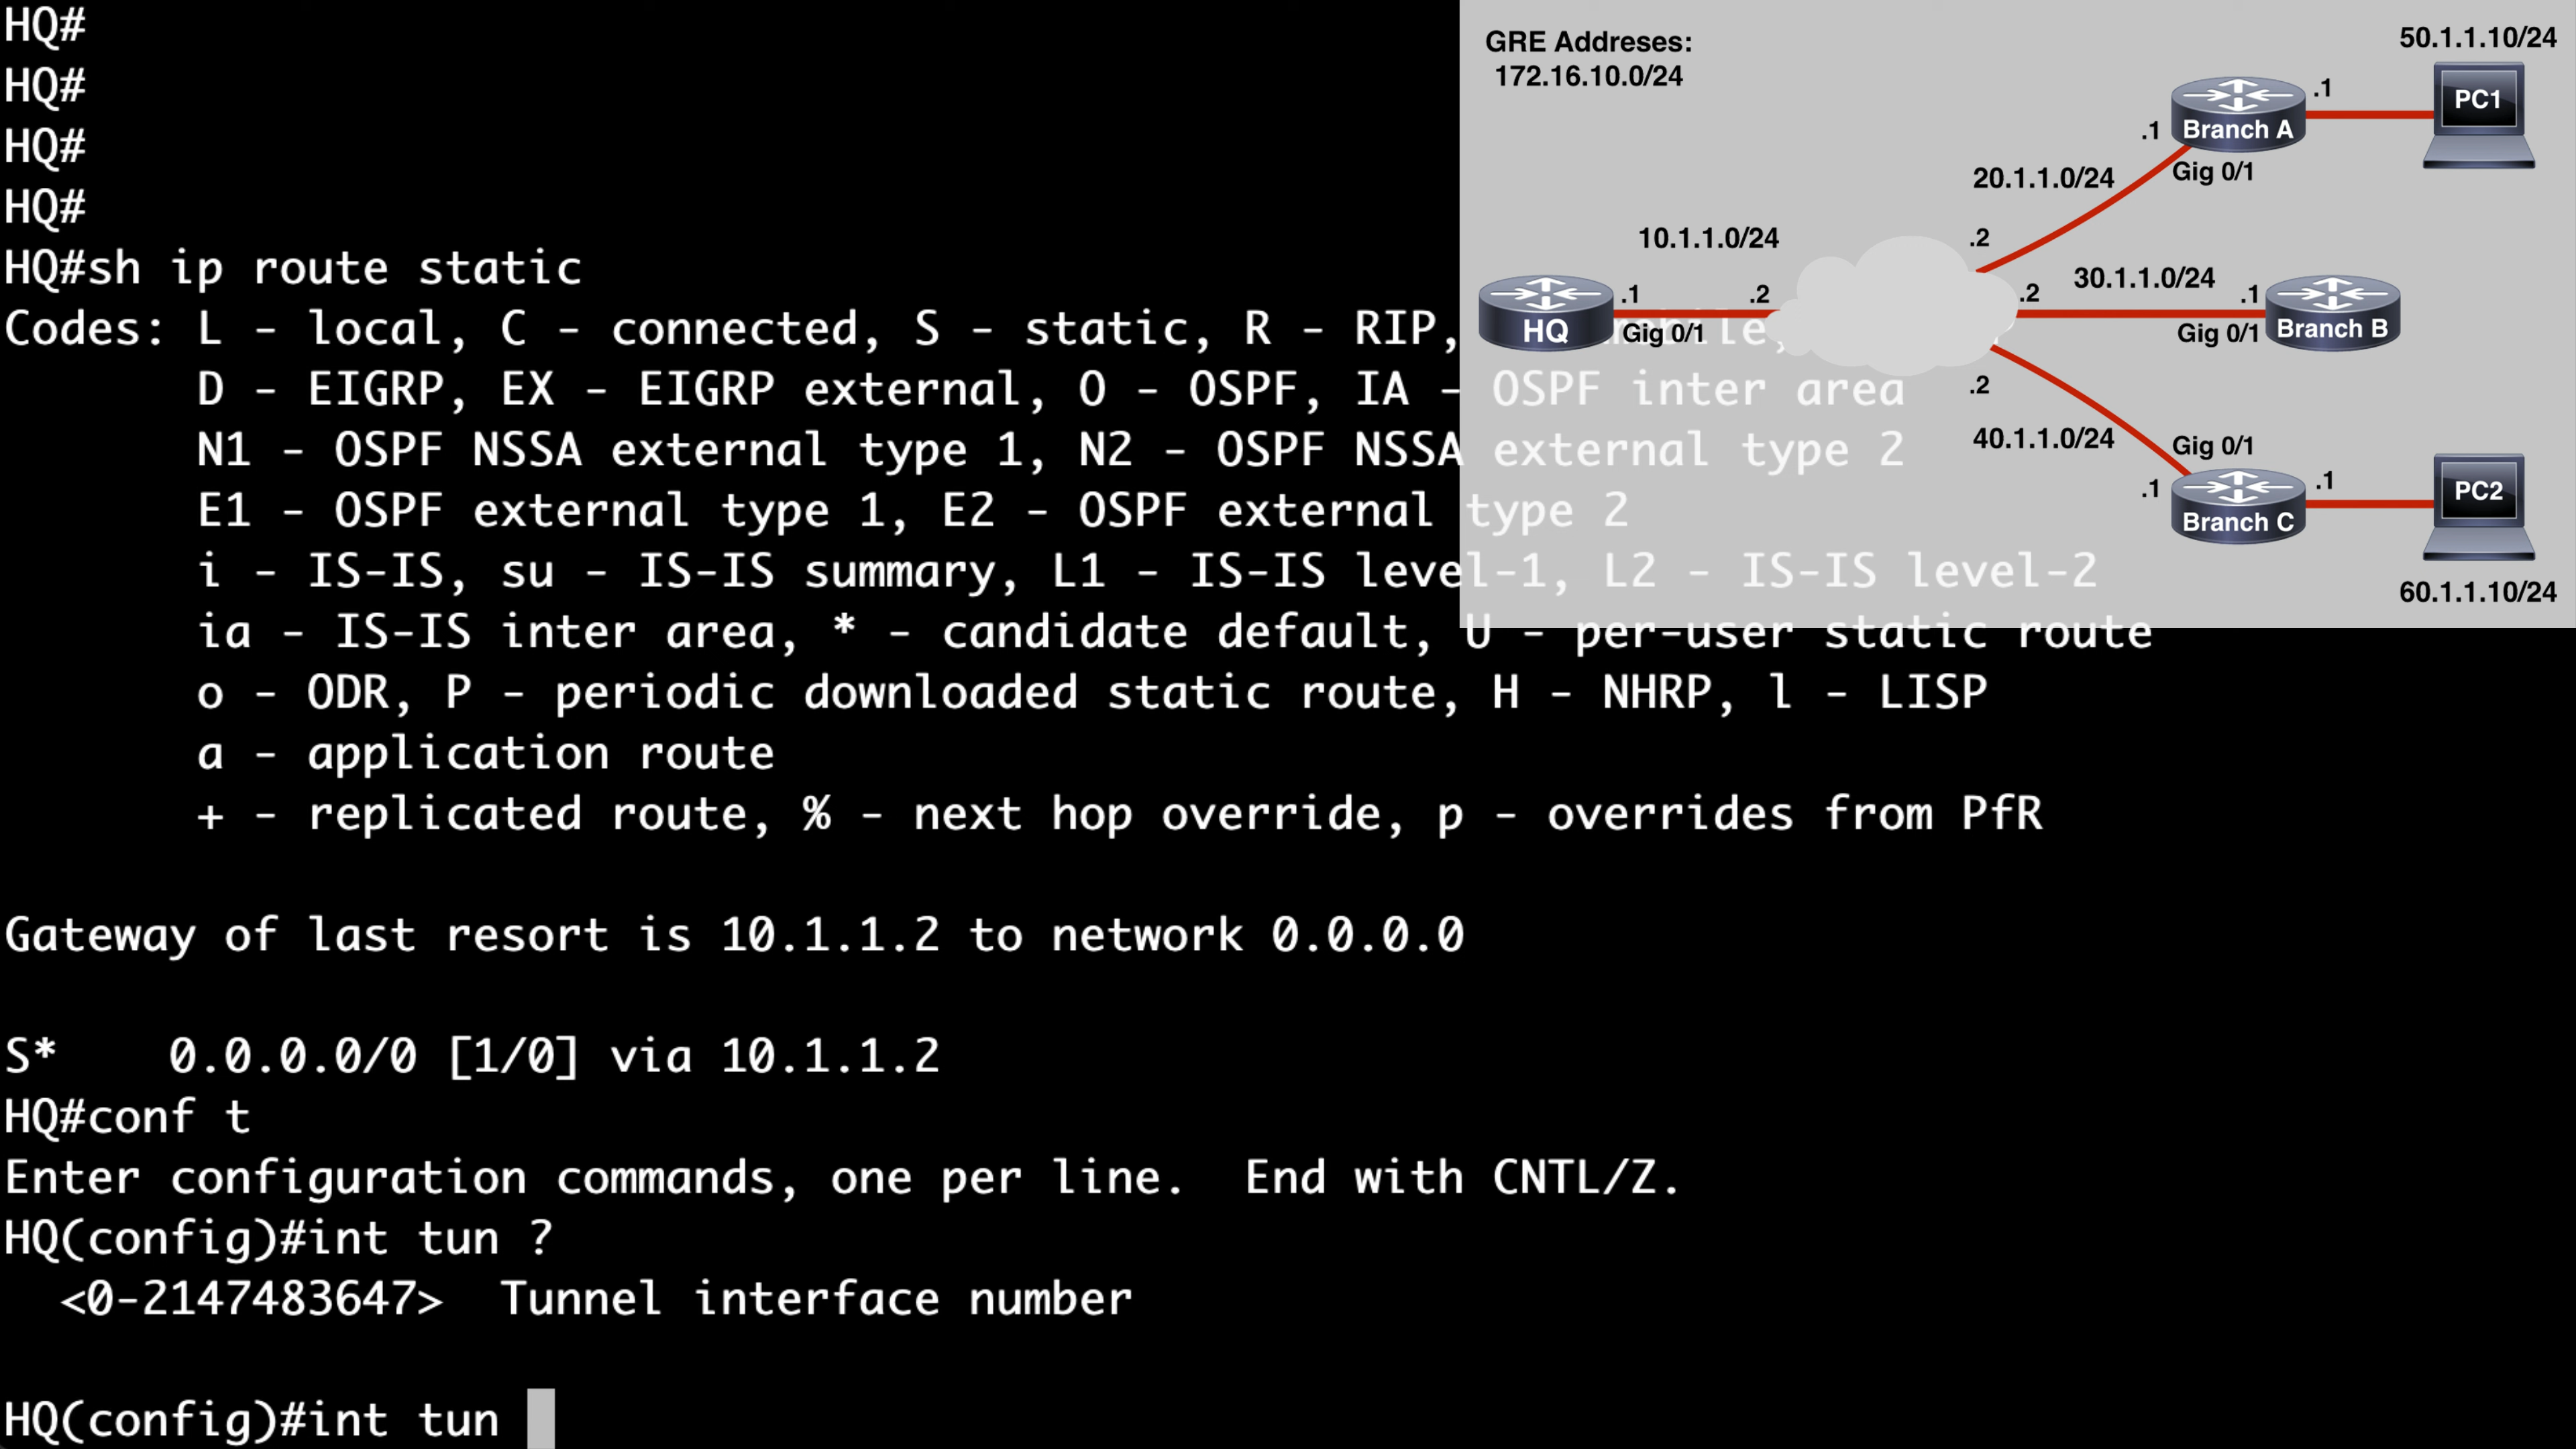 HQ#
HQ#
HQ#
HQ#
HQ#sh ip route static
Codes: L - local, C - connected, S - static, R - RIP,
D - EIGRP, EX - EIGRP external, O - OSPF, IA - OSPF inter area
N1 - OSPF NSSA external type 1, N2 - OSPF NSSA external type 2
E1 - OSPF external type 1, E2 - OSPF external type 2
i - IS-IS, su - IS-IS summary, L1 - IS-IS level-1, L2 - IS-IS level-2
ia - IS-IS inter area, * - candidate default, U - per-user static route
o - ODR, P - periodic downloaded static route, H - NHRP, l - LISP
a - application route
+ - replicated route, % - next hop override, p - overrides from PfR
Gateway of last resort is 10.1.1.2 to network 0.0.0.0
S*    0.0.0.0/0 [1/0] via 10.1.1.2
HQ#conf t
Enter configuration commands, one per line.  End with CNTL/Z.
HQ(config)#int tun ?
<0-2147483647>  Tunnel interface number
HQ(config)#int tun
GRE Addreses:
172.16.10.0/24
50.1.1.10/24
PC1
.1
Branch A
.1
Gig 0/1
20.1.1.0/24
.2
10.1.1.0/24
HQ
.1
.2
Gig 0/1
.2
30.1.1.0/24
.1
Gig 0/1
Branch B
.2
40.1.1.0/24
Gig 0/1
.1
Branch C
.1
PC2
60.1.1.10/24